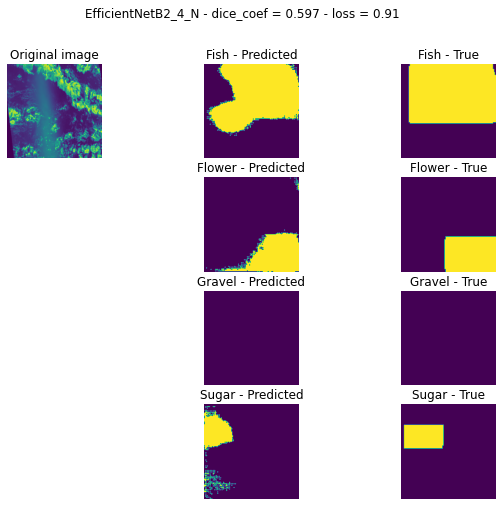 EfficientNetB2_4_N - dice_coef = 0.597 - loss = 0.91
Original image
Fish - Predicted
Fish - True
Flower - Predicted
Flower - True
Gravel - Predicted
Gravel - True
Sugar - Predicted
Sugar - True